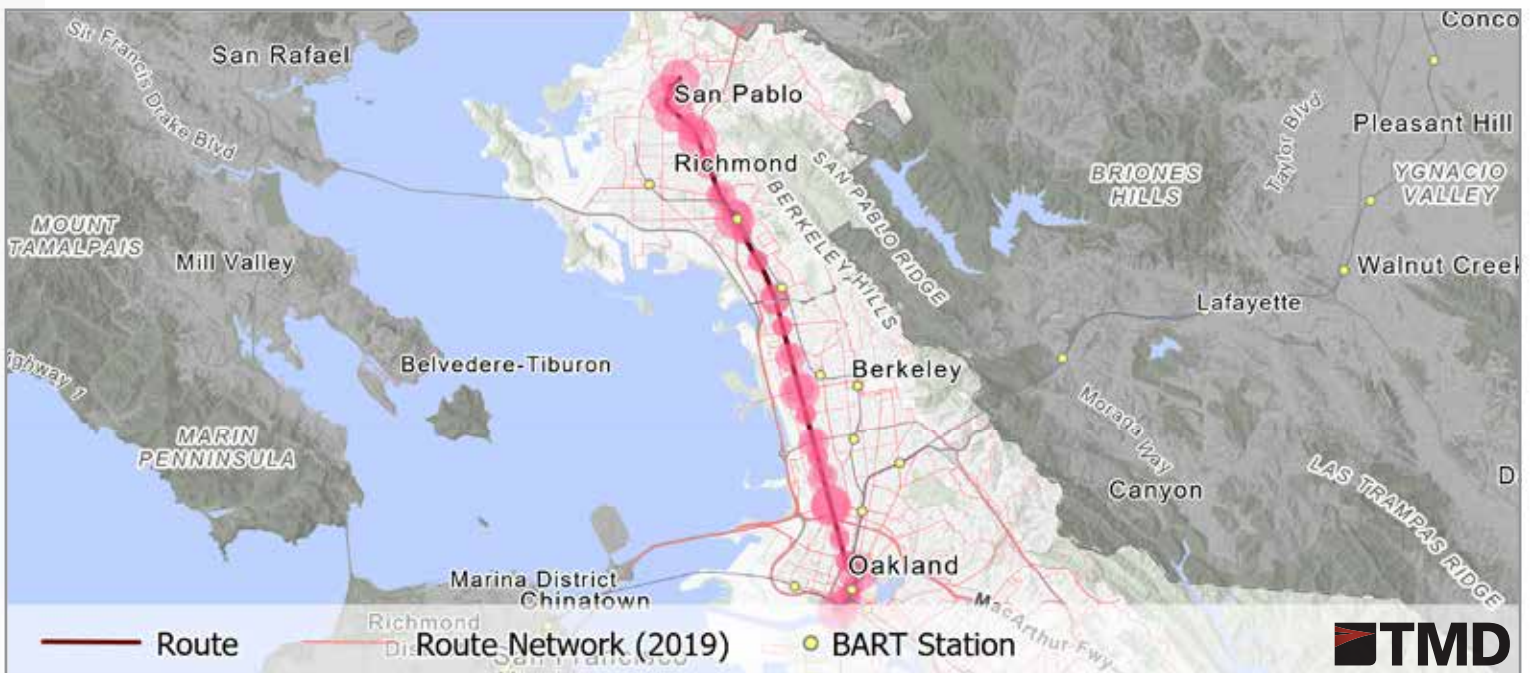 Conco
Sir Francis Drake Blvd
San Rafael
San Pablo
Taylor Blvd
Pleasant Hill
Richmond
SAN PABLO RIDGE
BRIONES
HILLS
YGNACIO
VALLEY
MOUNT
TAMALPAIS
BERKELEY HILLS
Mill Valley
Walnut Creek
Lafayette
ighway 1
Belvedere-Tiburon
Berkeley
Moraga Way
MARIN
PENNINSULA
LAS TRAMPAS RIDGE
D
Canyon
Oakland
Marina District
Chinatown
MacArthur Fwy
Richmond
Dis
San Francisco
Route
Route Network (2019)
BART Station
TMD